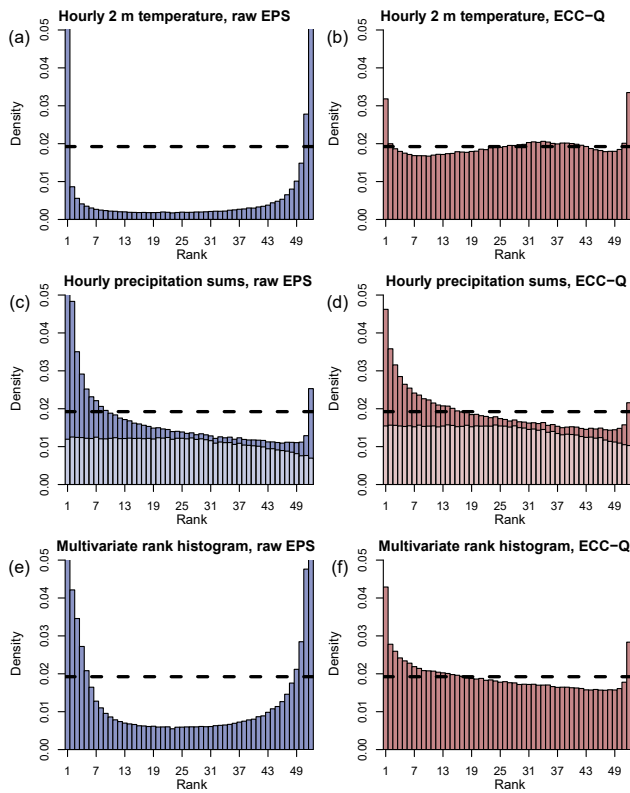 (a) Hourly 2 m temperature, raw EPS
Density
0.00 0.01 0.02 0.03 0.04 0.05
1 7 13 19 25 31 37 43 49
Rank
(b) Hourly 2 m temperature, ECC−Q
Density
0.00 0.01 0.02 0.03 0.04 0.05
1 7 13 19 25 31 37 43 49
Rank
(c) Hourly precipitation sums, raw EPS
Density
0.00 0.01 0.02 0.03 0.04 0.05
1 7 13 19 25 31 37 43 49
Rank
(d) Hourly precipitation sums, ECC−Q
Density
0.00 0.01 0.02 0.03 0.04 0.05
1 7 13 19 25 31 37 43 49
Rank
(e) Multivariate rank histogram, raw EPS
Density
0.00 0.01 0.02 0.03 0.04 0.05
1 7 13 19 25 31 37 43 49
Rank
(f) Multivariate rank histogram, ECC−Q
Density
0.00 0.01 0.02 0.03 0.04 0.05
1 7 13 19 25 31 37 43 49
Rank